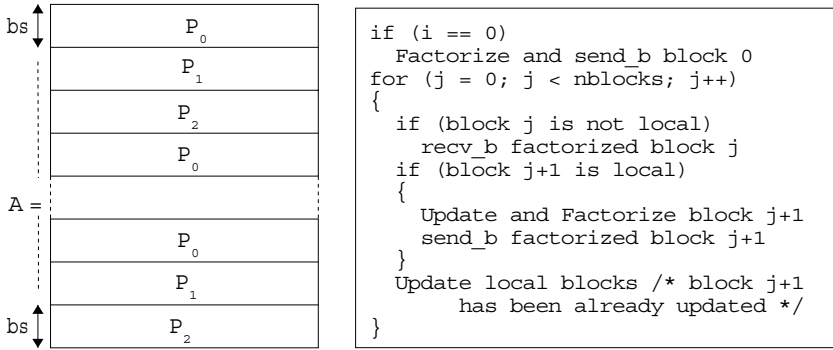 bs
P0
P1
P2
P0
A =
P0
P1
bs
P2
if (i == 0)
Factorize and send_b block 0
for (j = 0; j < nblocks; j++)
{
if (block j is not local)
recv_b factorized block j
if (block j+1 is local)
{
Update and Factorize block j+1
send_b factorized block j+1
}
Update local blocks /* block j+1
has been already updated */
}